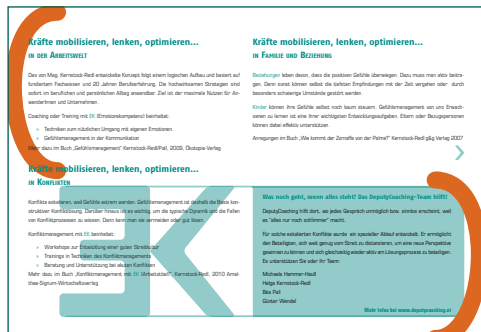 Kräfte mobilisieren, lenken, optimieren...
IN DER ARBEITSWELT
Das von Mag. Kernstock-Redl entwickelte Konzept folgt einem logischen Aufbau und basiert auf
fundiertem Fachwissen und 20 Jahren Berufserfahrung. Die hochwirksamen Strategien sind
sofort im beruflichen und persönlichen Alltag anwendbar. Ziel ist der maximale Nutzen für An-
wenderInnen und Unternehmen.
Coaching oder Training mit EK (Emotionskompetenz) beinhaltet:
» Techniken zum nützlichen Umgang mit eigenen Emotionen
» Gefühlsmanagement in der Kommunikation
Mehr dazu im Buch „Gefühlsmanagement" Kernstock-Redl/Pall, 2009, Ökotopia-Verlag
Kräfte mobilisieren, lenken, optimieren...
IN KONFLIKTEN
Konflikte eskalieren, weil Gefühle extrem werden. Gefühlsmanagement ist deshalb die Basis kon-
struktiver Konfliktlösung. Darüber hinaus ist es wichtig, um die typische Dynamik und die Fallen
von Konfliktprozessen zu wissen. Denn dann kann man sie vermeiden oder gut lösen.
Konfliktmanagement mit EK beinhaltet:
» Workshops zur Entwicklung einer guten Streitkultur
» Trainings in Techniken des Konfliktmanagements
» Beratung und Unterstützung bei akuten Konflikten
Mehr dazu im Buch „Konfliktmanagement mit EK (Arbeitstitel)", Kernstock-Redl, 2010 Amal-
thea-Signum-Wirtschaftsverlag
Kräfte mobilisieren, lenken, optimieren...
IN FAMILIE UND BEZIEHUNG
Beziehungen leben davon, dass die positiven Gefühle überwiegen. Dazu muss man aktiv beitra-
gen. Denn sonst können selbst die tiefsten Empfindungen mit der Zeit vergehen oder durch
besonders schwierige Umstände gestört werden.
Kinder können ihre Gefühle selbst noch kaum steuern. Gefühlsmanagement von uns Erwach-
senen zu lernen ist eine ihrer wichtigsten Entwicklungsaufgaben. Eltern oder Bezugspersonen
können dabei effektiv unterstützen.
Anregungen im Buch „Wie kommt der Zornaffe von der Palme?" Kernstock-Redl g&g Verlag 2007
Was noch geht, wenn alles steht! Das DeputyCoaching-Team hilft!
DeputyCoaching hilft dort, wo jedes Gespräch unmöglich bzw. sinnlos erscheint, weil
es "alles nur noch schlimmer" macht.
Für solche eskalierten Konflikte wurde ein spezieller Ablauf entwickelt. Er ermöglicht
den Beteiligten, sich weit genug vom Streit zu distanzieren, um eine neue Perspektive
gewinnen zu können und sich gleichzeitig wieder aktiv am Lösungsprozess zu beteiligen.
Es unterstützen Sie oder Ihr Team:
Michaela Hammer-Haull
Helga Kernstock-Redl
Béa Pall
Günter Wendel
Mehr Infos bei www.deputycoaching.at
EK